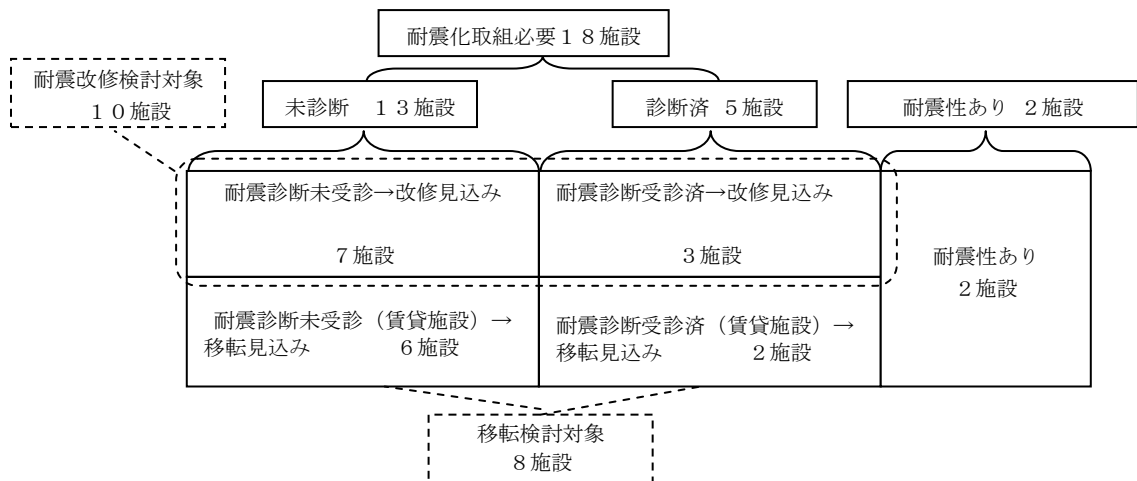 耐震化取組必要１８施設
耐震改修検討対象
１０施設
未診断　１３施設
診断済 ５施設
耐震性あり ２施設
耐震診断未受診→改修見込み
７施設
耐震診断受診済→改修見込み
３施設
耐震性あり
２施設
耐震診断未受診（賃貸施設）→
移転見込み　　　　６施設
耐震診断受診済（賃貸施設）→
移転見込み　　　　２施設
移転検討対象
８施設